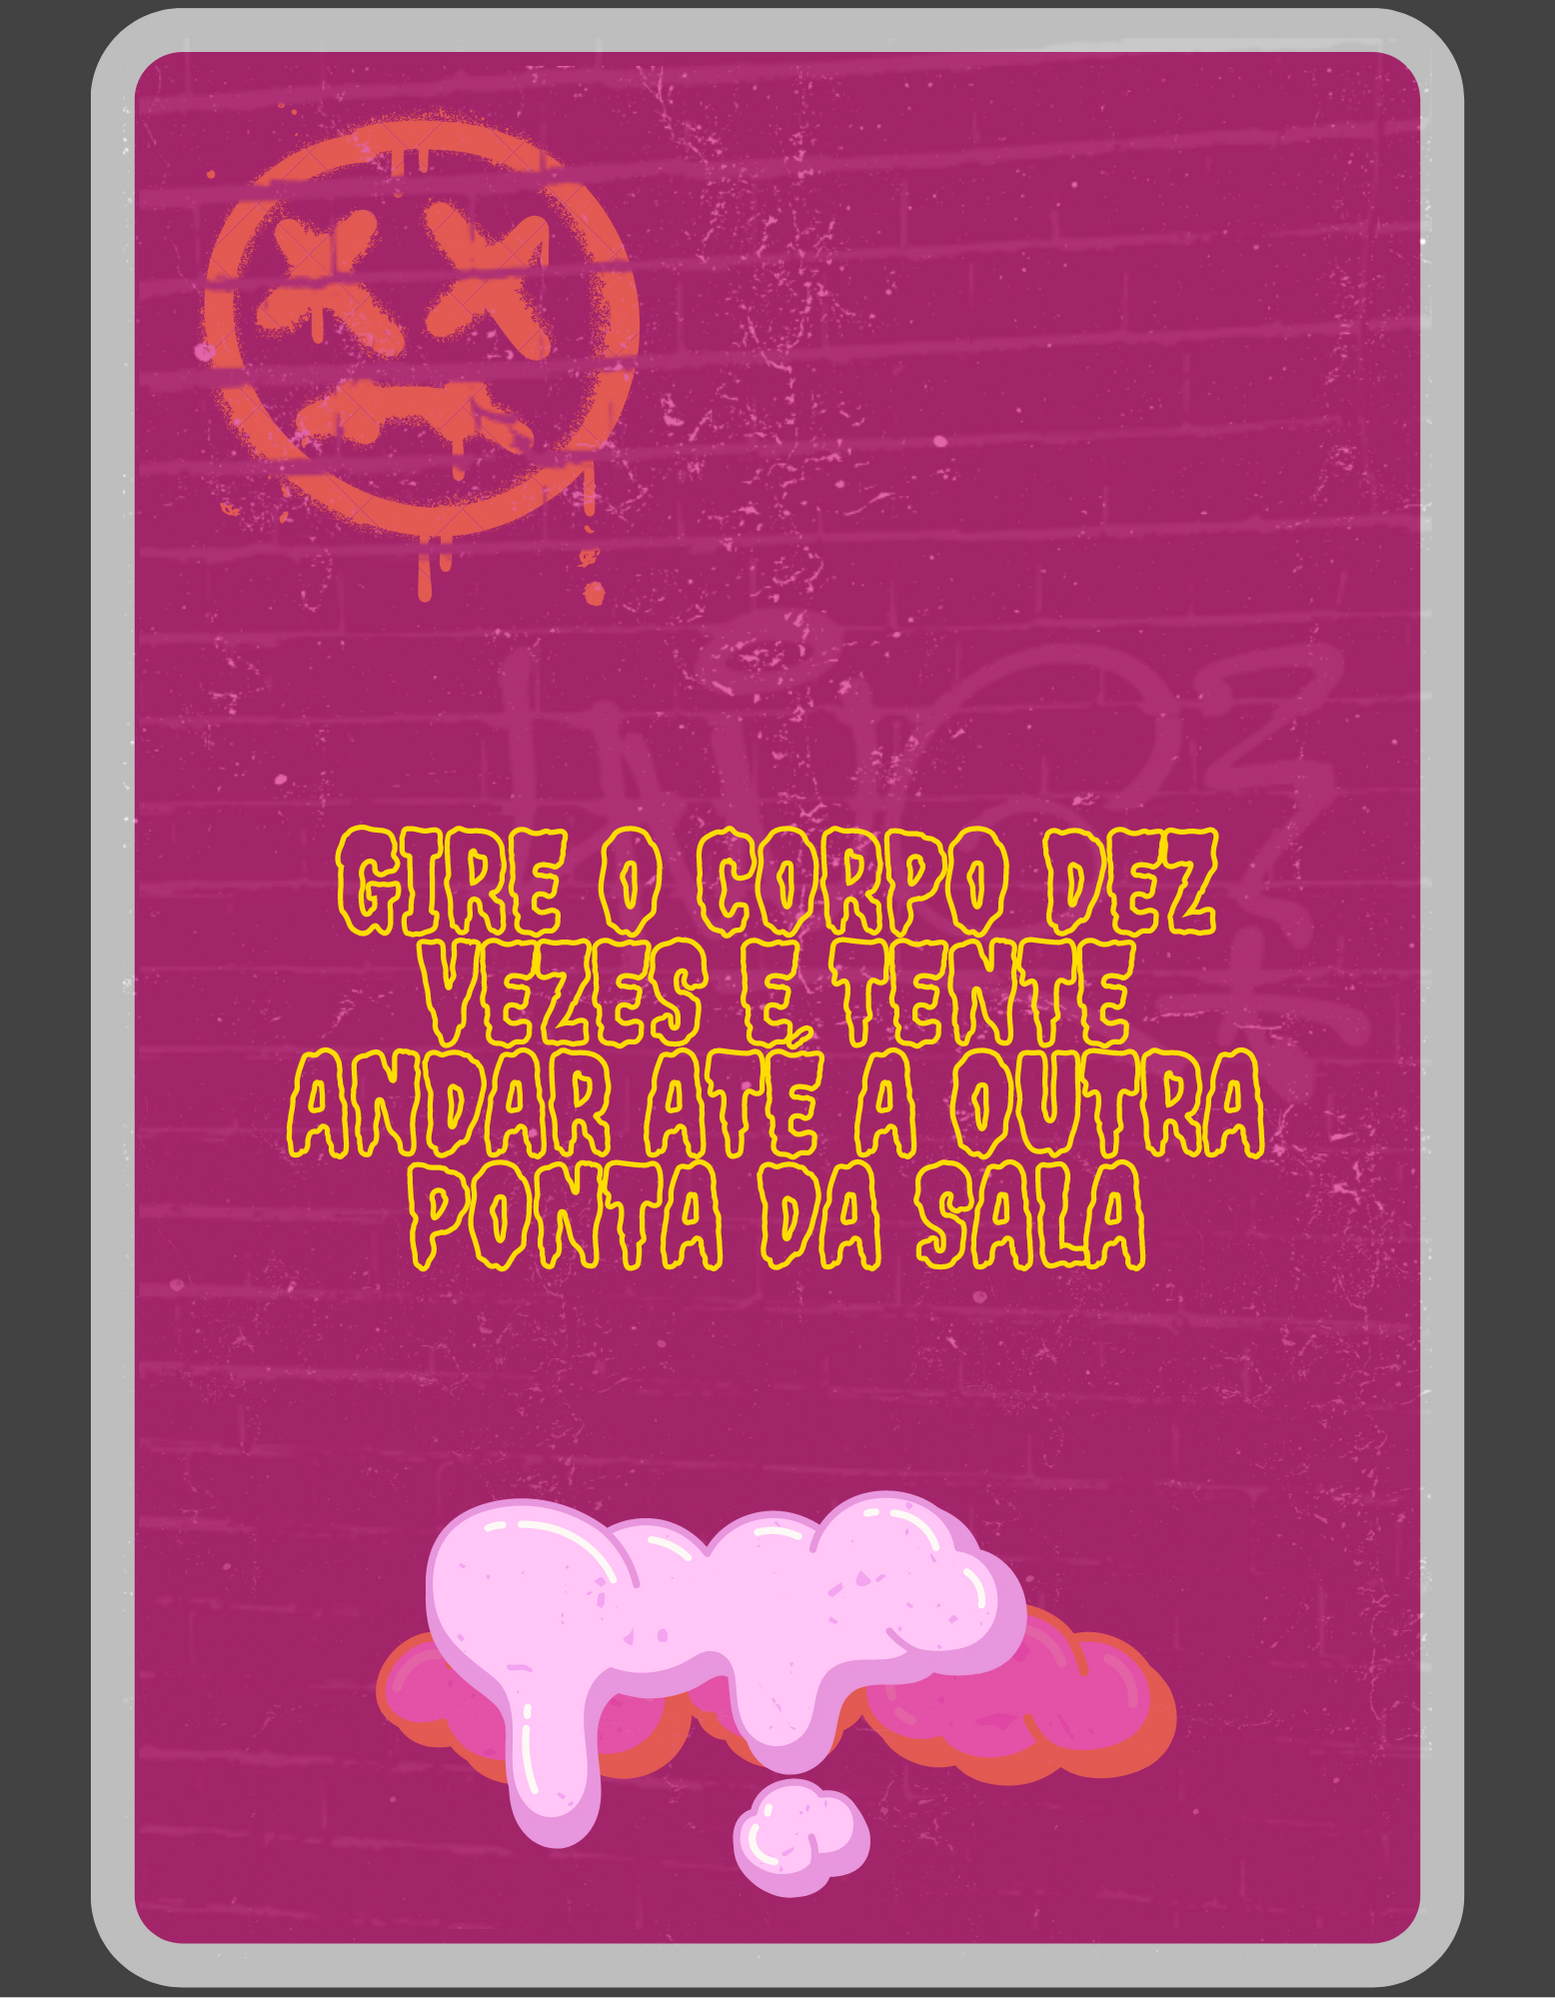 GIRE O CORPO DEZ
VEZES E TENTE
ANDAR ATÉ A OUTRA
PONTA DA SALA